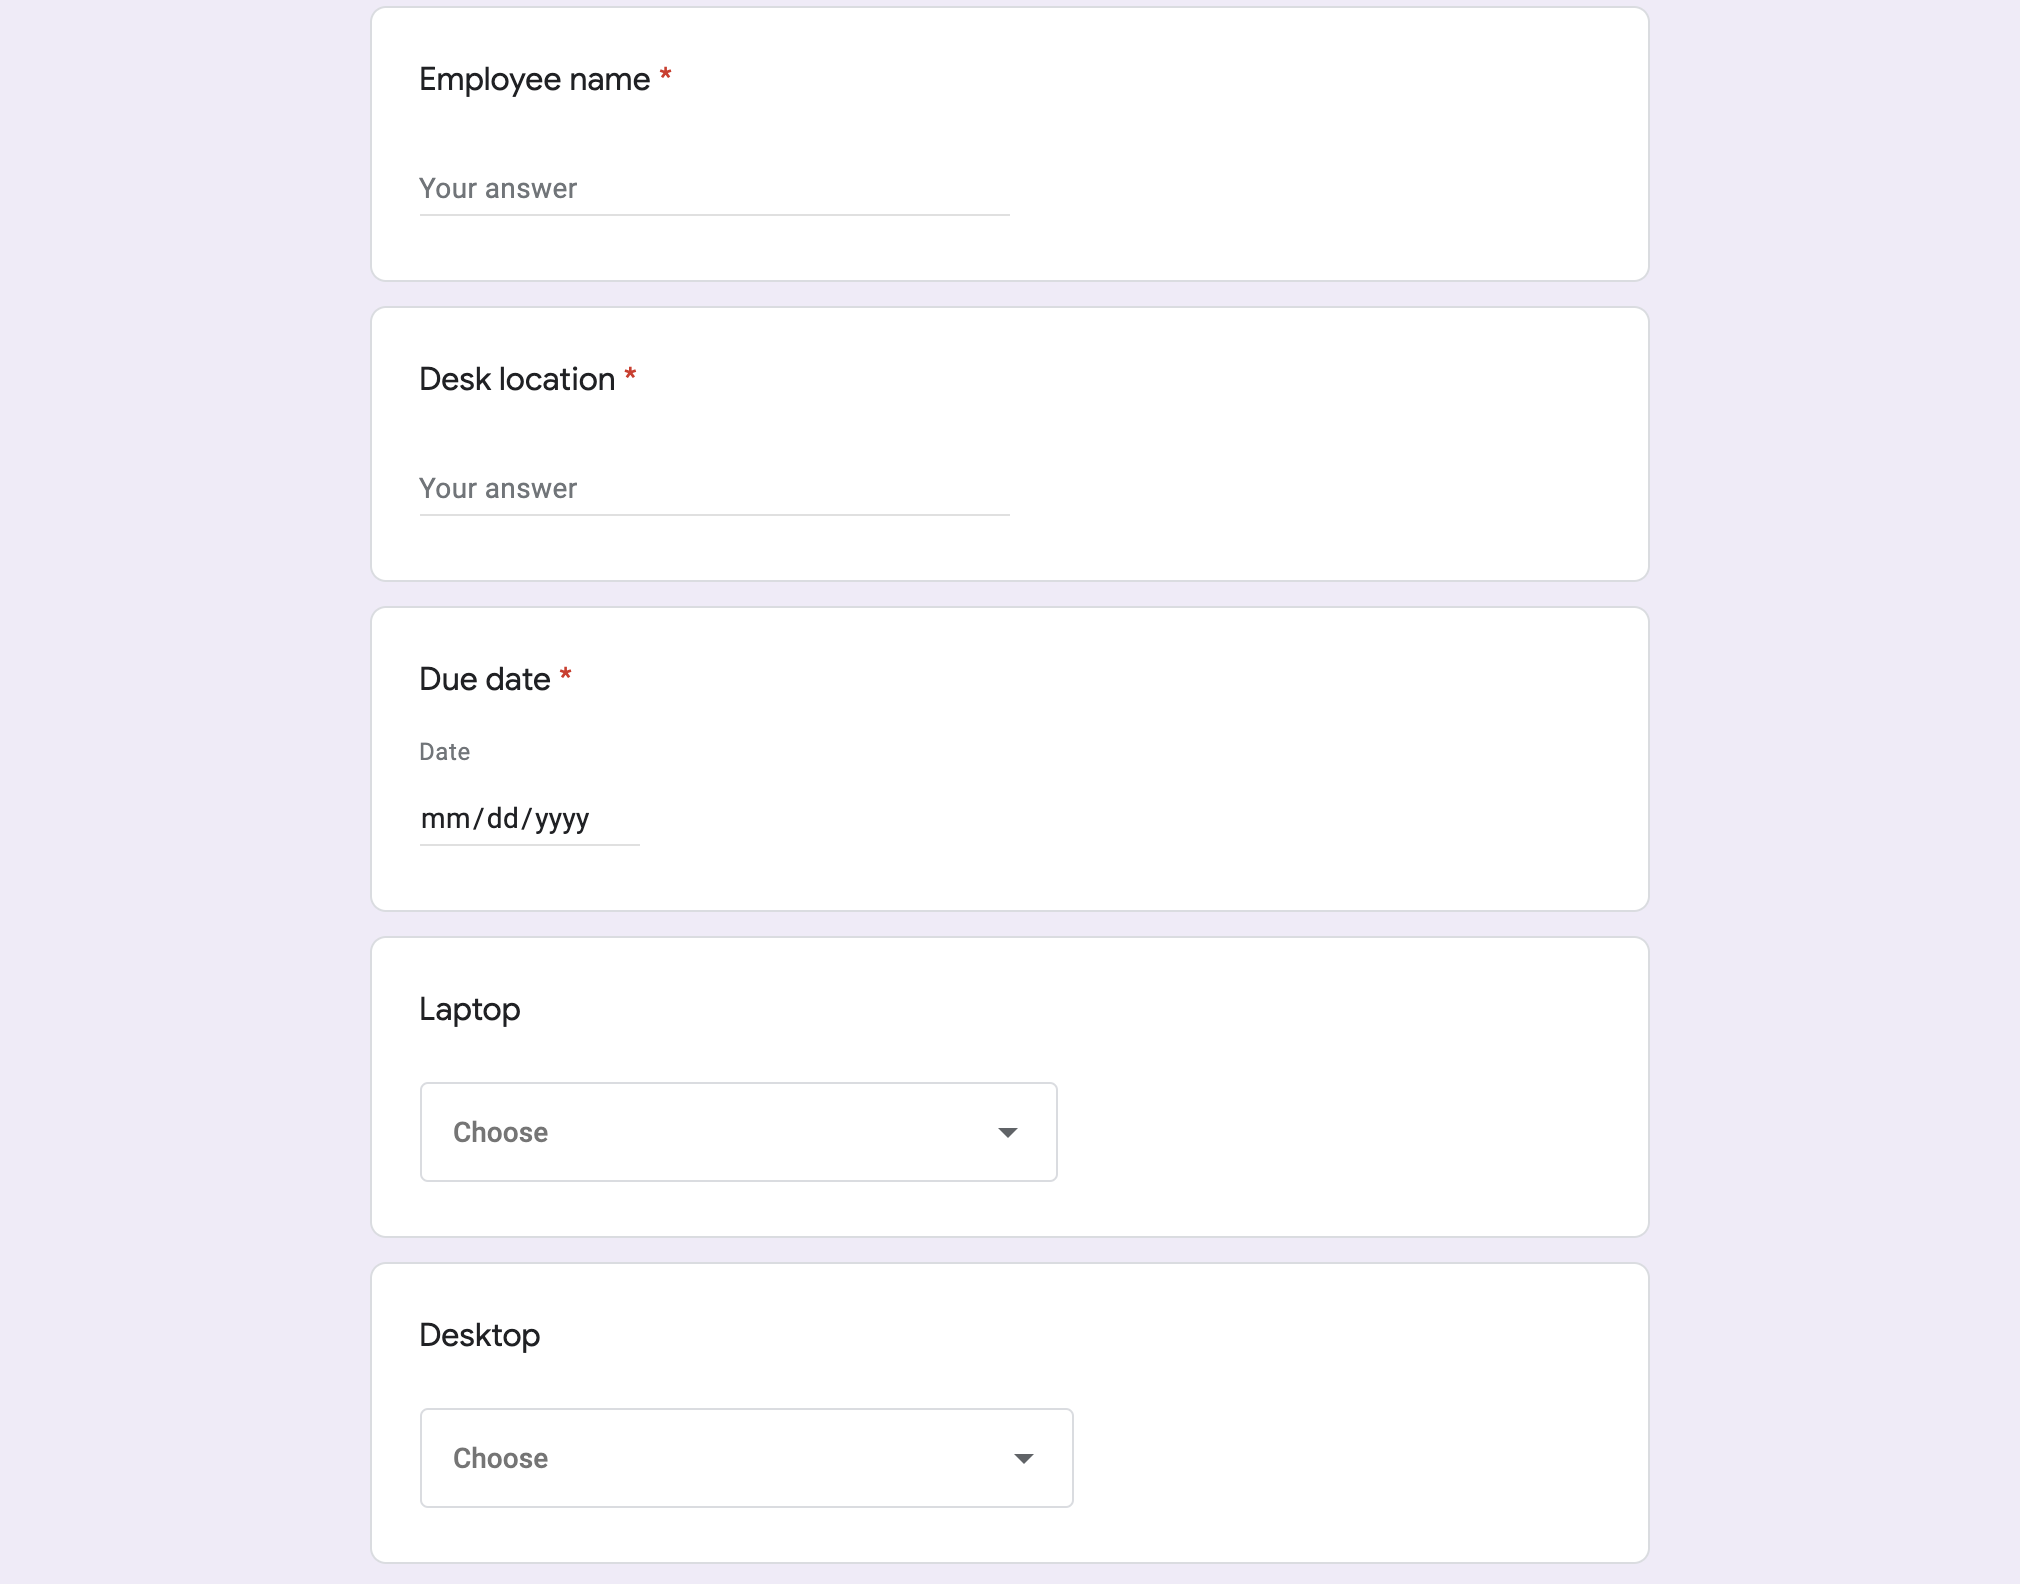 Employee name *
Your answer
Desk location *
Your answer
Due date *
Date
mm/dd/yyyy
Laptop
Choose
Desktop
Choose